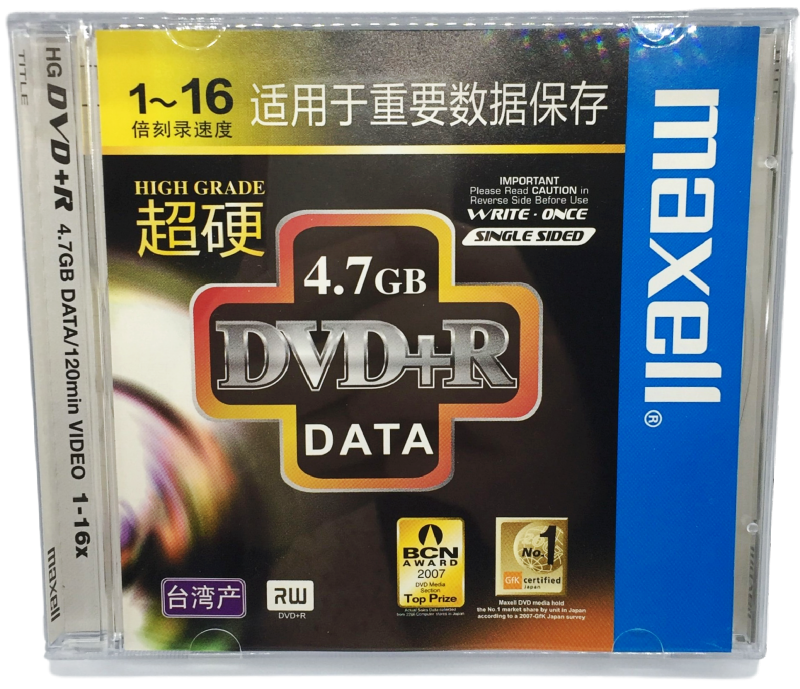 TITLE
HG DVD+R 4.7GB DATA/120min VIDEO 1-16x
maxell
1~16
倍刻录速度
适用于重要数据保存
HIGH GRADE
超硬
IMPORTANT
Please Read CAUTION in
Reverse Side Before Use
WRITE·ONCE
SINGLE SIDED
4.7GB
DVD+R
DATA
maxell®
台湾产
RW
DVD+R
BCN
AWARD
2007
DVD Media
Section
Top Prize
No.1
GfK certified
Japan
Maxell DVD media hold
the No.1 market share by unit in Japan
according to a 2007-GfK Japan survey